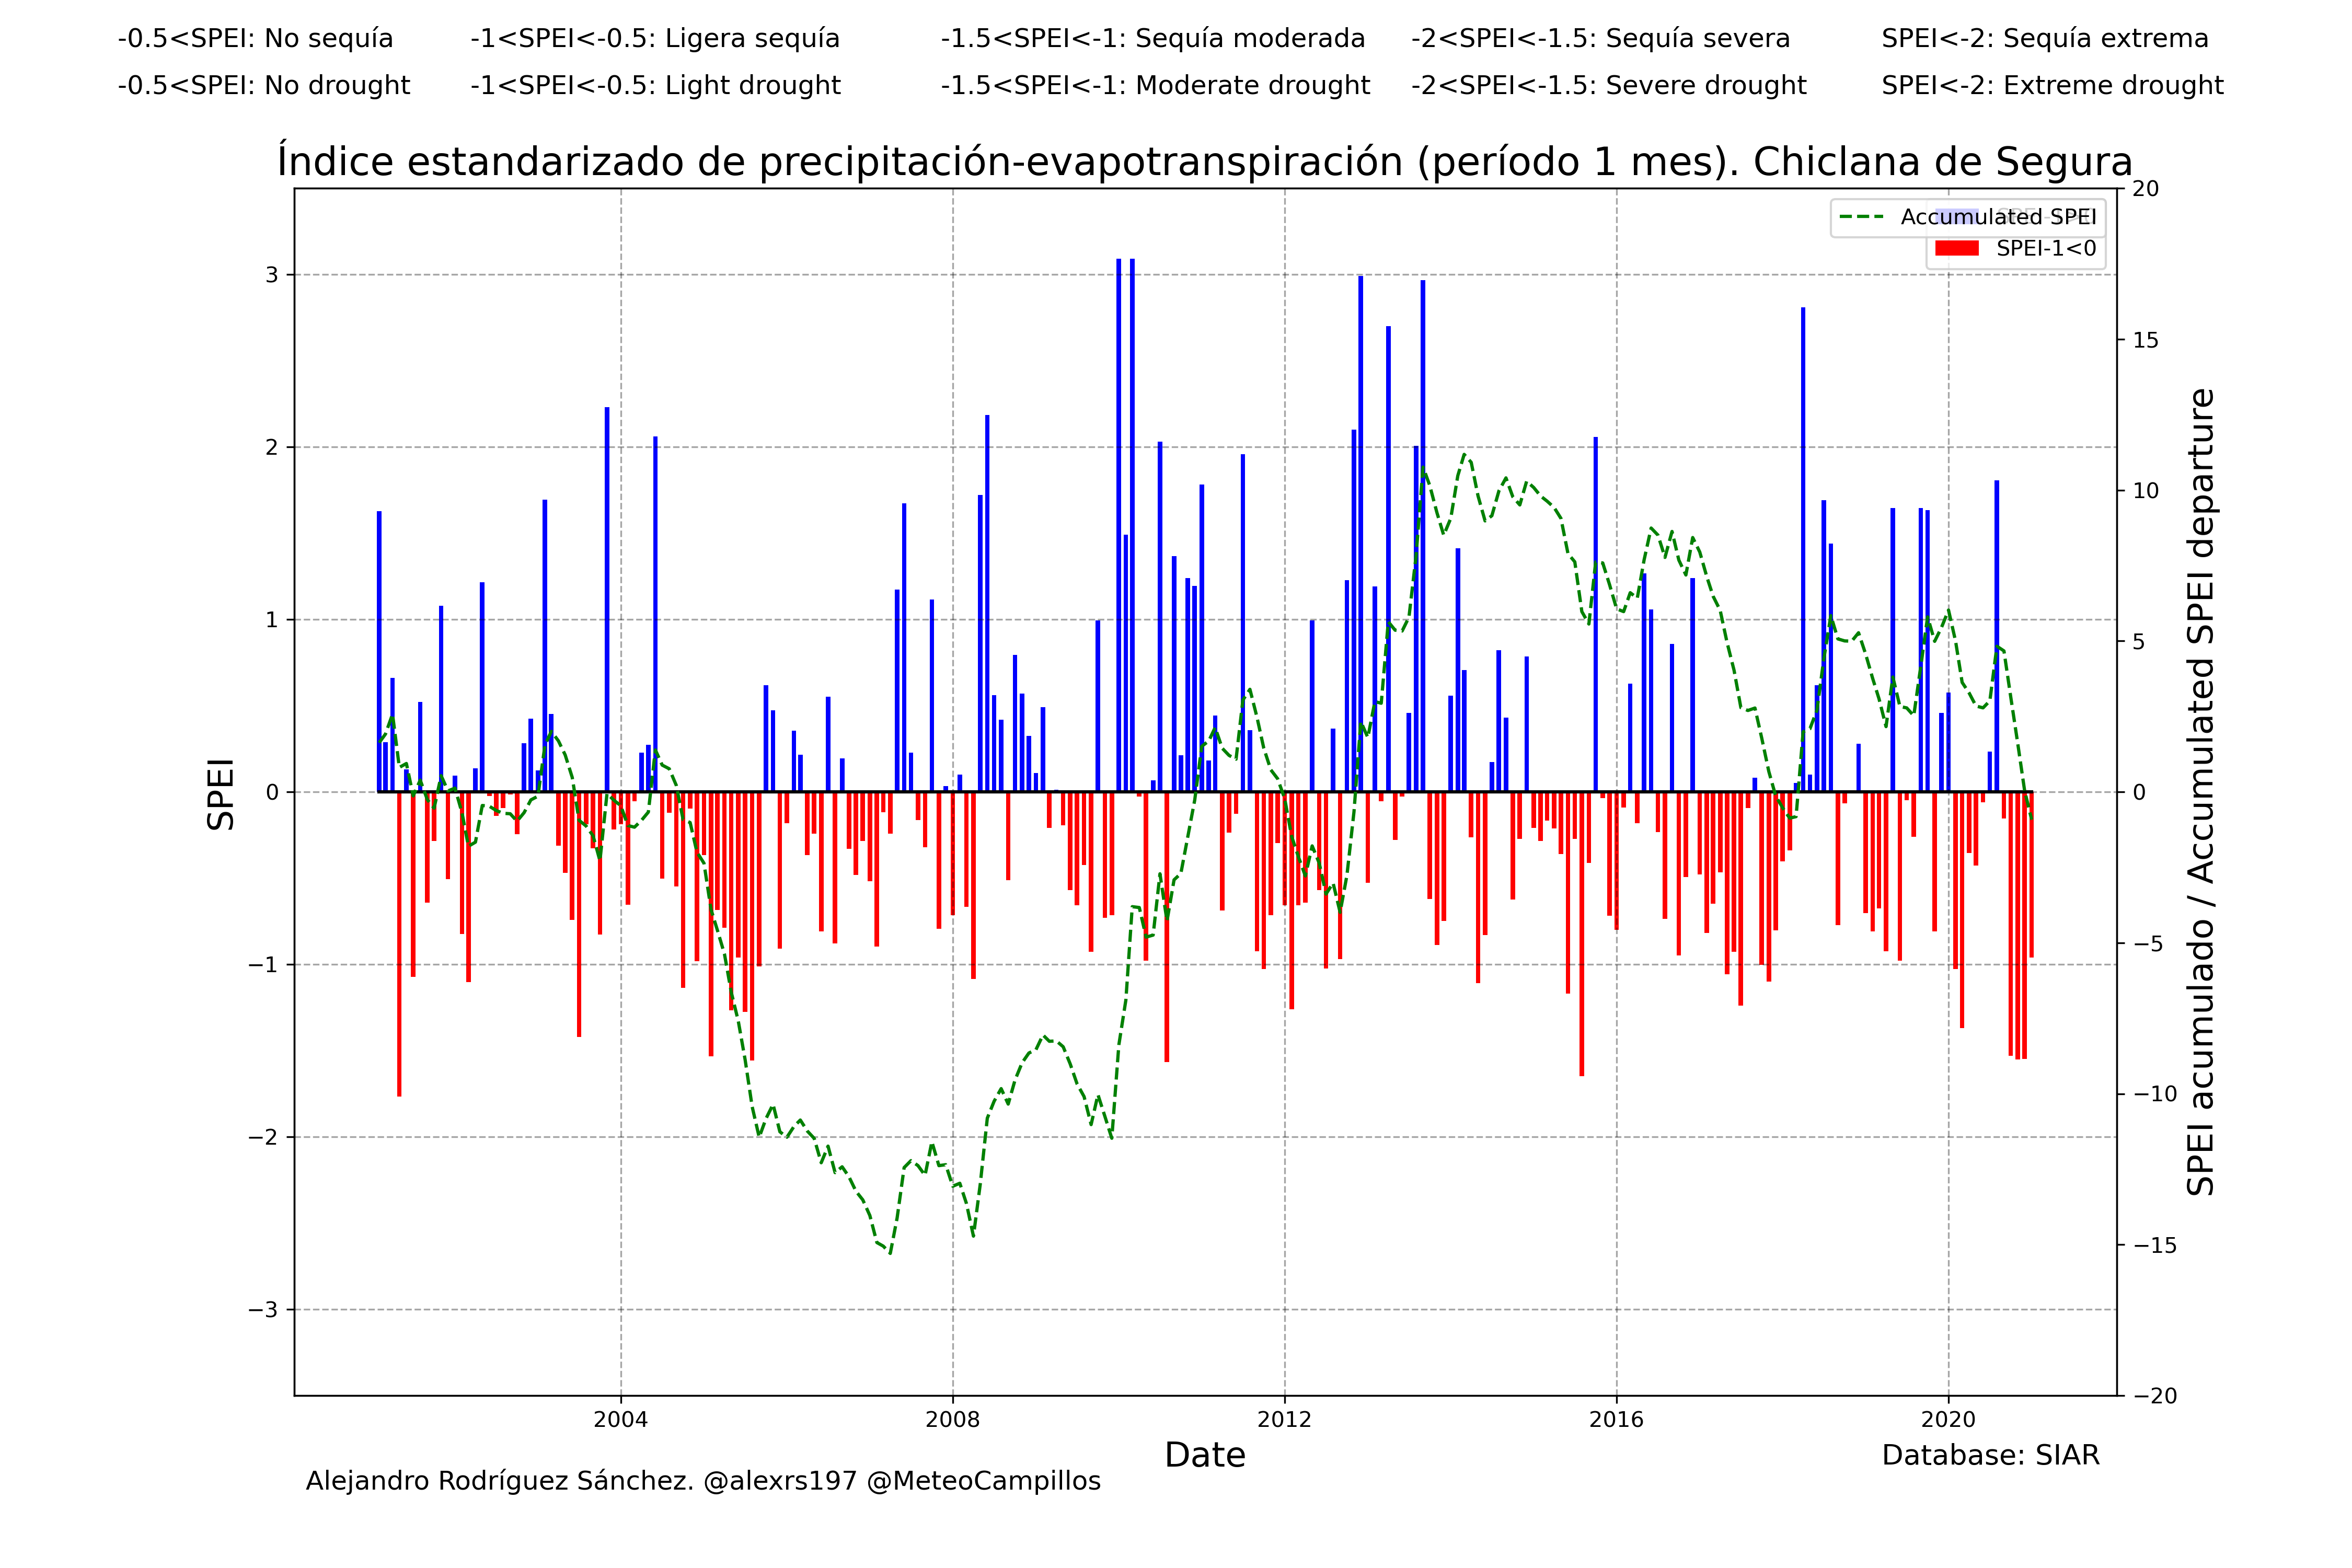 -0.5<SPEI: No sequía -1<SPEI<-0.5: Ligera sequía -1.5<SPEI<-1: Sequía moderada -2<SPEI<-1.5: Sequía severa SPEI<-2: Sequía extrema
-0.5<SPEI: No drought -1<SPEI<-0.5: Light drought -1.5<SPEI<-1: Moderate drought -2<SPEI<-1.5: Severe drought SPEI<-2: Extreme drought
Índice estandarizado de precipitación-evapotranspiración (período 1 mes). Chiclana de Segura
Accumulated SPEI
SPEI-1<0
SPEI
3
2
1
0
−1
−2
−3
20
15
10
5
0
−5
−10
−15
−20
SPEI acumulado / Accumulated SPEI departure
2004 2008 2012 2016 2020
Date
Database: SIAR
Alejandro Rodríguez Sánchez. @alexrs197 @MeteoCampillos